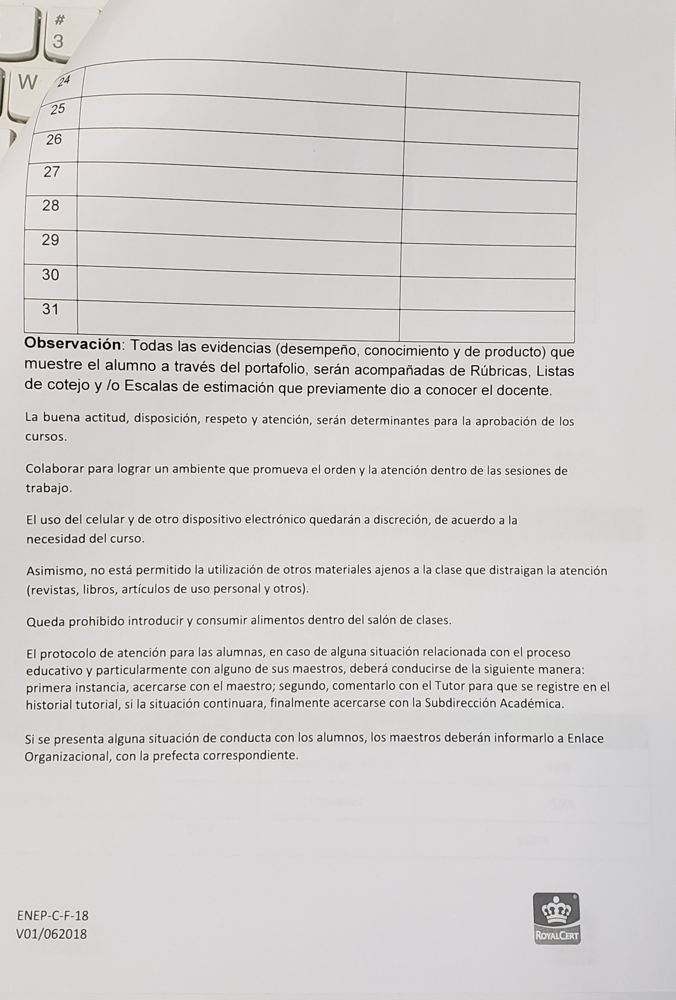 #
3
W
24
25
26
27
28
29
30
31
Observación: Todas las evidencias (desempeño, conocimiento y de producto) que
muestre el alumno a través del portafolio, serán acompañadas de Rúbricas, Listas
de cotejo y /o Escalas de estimación que previamente dio a conocer el docente.
La buena actitud, disposición, respeto y atención, serán determinantes para la aprobación de los
cursos.
Colaborar para lograr un ambiente que promueva el orden y la atención dentro de las sesiones de
trabajo.
El uso del celular y de otro dispositivo electrónico quedarán a discreción, de acuerdo a la
necesidad del curso.
Asimismo, no está permitido la utilización de otros materiales ajenos a la clase que distraigan la atención
(revistas, libros, artículos de uso personal y otros).
Queda prohibido introducir y consumir alimentos dentro del salón de clases.
El protocolo de atención para las alumnas, en caso de alguna situación relacionada con el proceso
educativo y particularmente con alguno de sus maestros, deberá conducirse de la siguiente manera:
primera instancia, acercarse con el maestro; segundo, comentarlo con el Tutor para que se registre en el
historial tutorial, si la situación continuara, finalmente acercarse con la Subdirección Académica.
Si se presenta alguna situación de conducta con los alumnos, los maestros deberán informarlo a Enlace
Organizacional, con la prefecta correspondiente.
ENEP-C-F-18
V01/062018
ROYALCERT